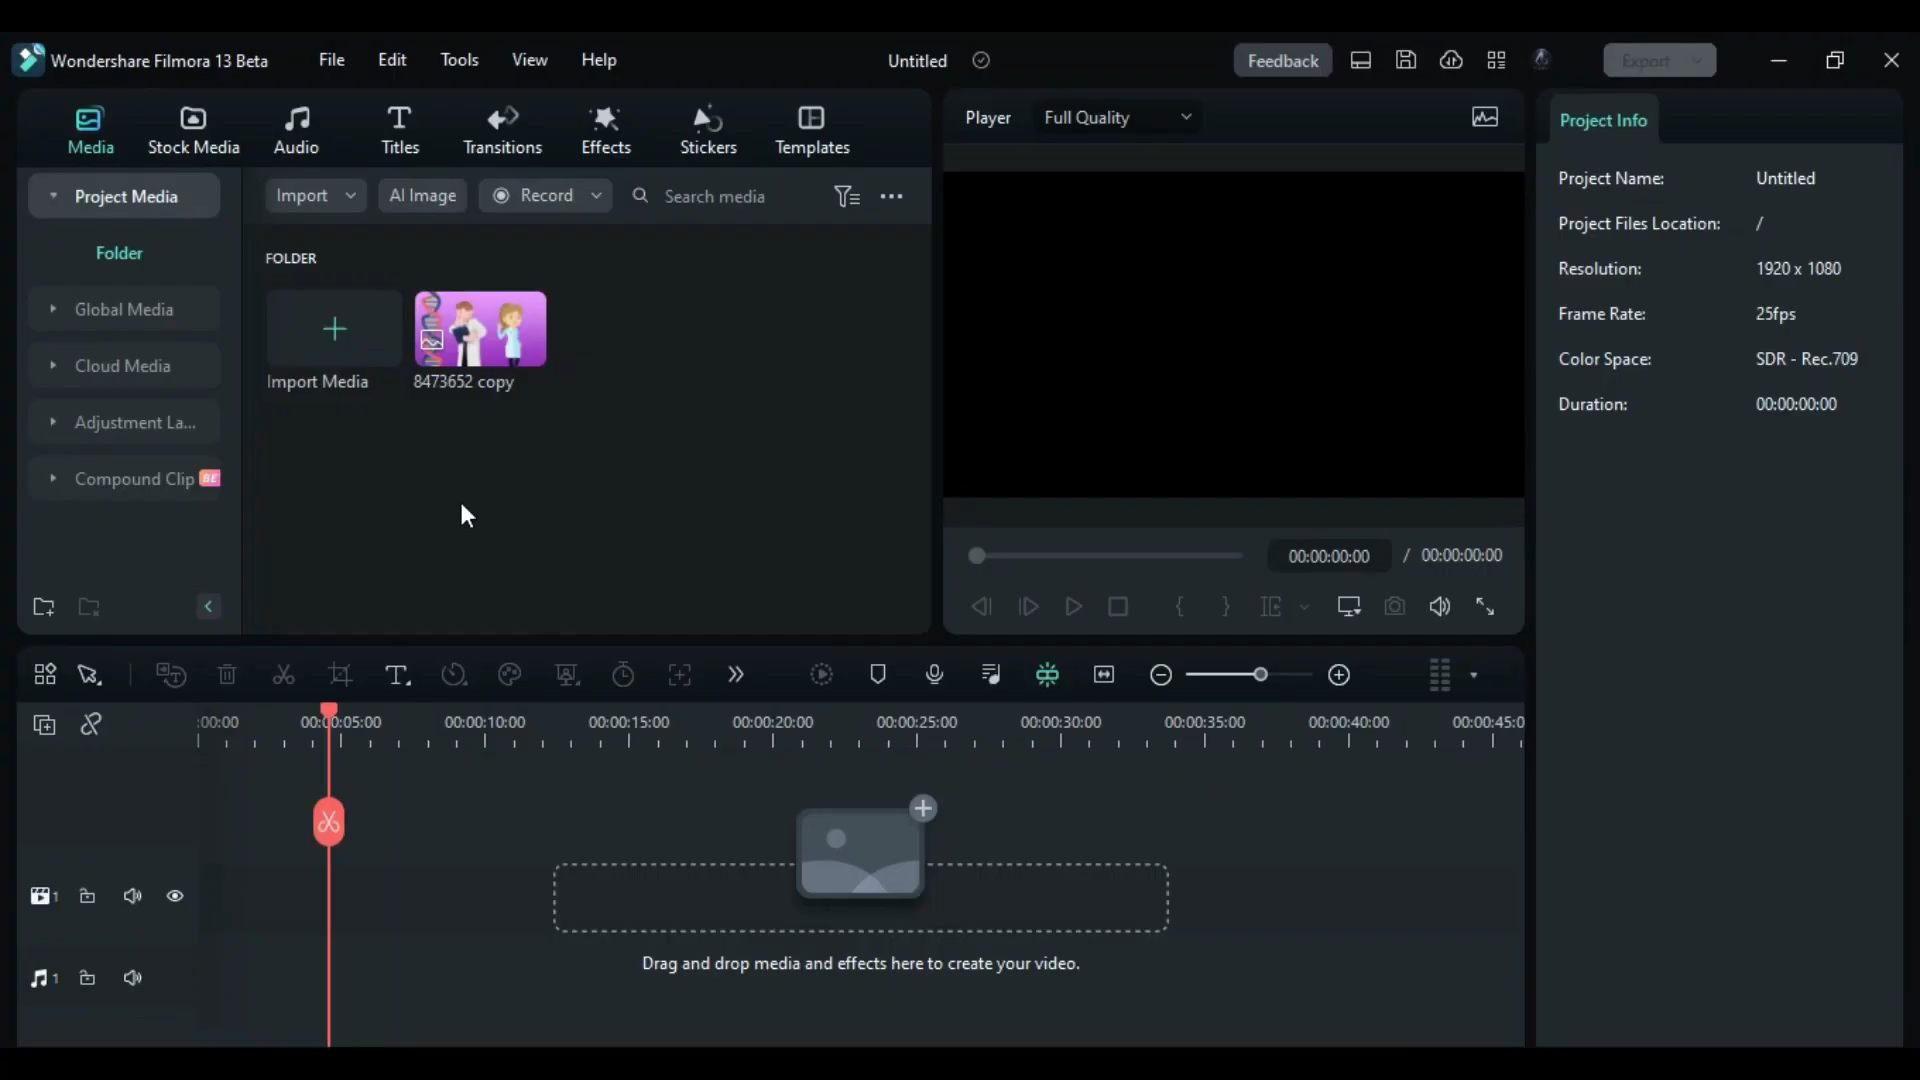 Wondershare Filmora 13 Beta File Edit Tools View Help Untitled Feedback Export
Media Stock Media Audio Titles Transitions Effects Stickers Templates
Player Full Quality
Project Info
Project Media
Import AI Image Record Search media
Folder
Global Media
Cloud Media
Adjustment La...
Compound Clip BE
FOLDER
Import Media 8473652 copy
00:00:00:00 / 00:00:00:00
Project Name: Untitled
Project Files Location: /
Resolution: 1920 x 1080
Frame Rate: 25fps
Color Space: SDR - Rec.709
Duration: 00:00:00:00
:00:00 00:00:05:00 00:00:10:00 00:00:15:00 00:00:20:00 00:00:25:00 00:00:30:00 00:00:35:00 00:00:40:00 00:00:45:0
1
Drag and drop media and effects here to create your video.
1